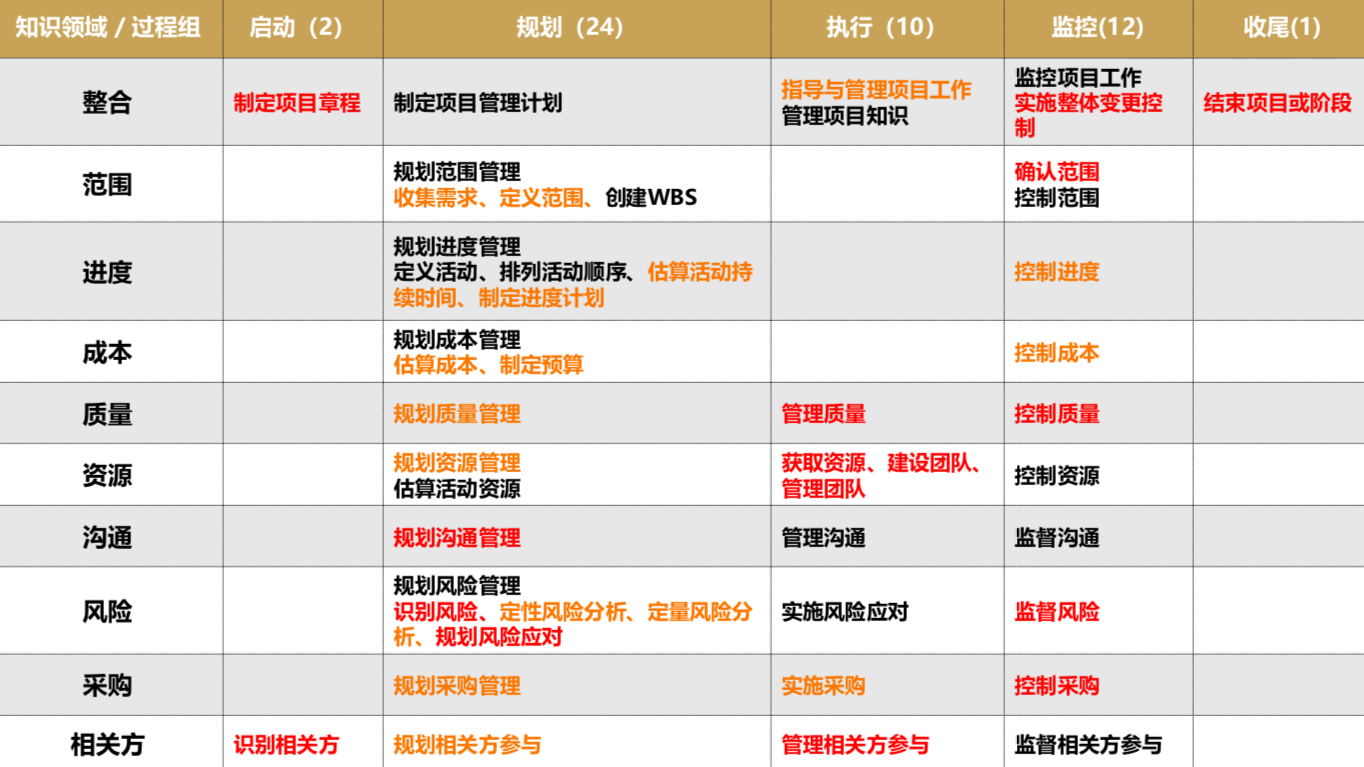 知识领域 / 过程组
启动（2）
规划（24）
执行（10）
监控(12)
收尾(1)
整合
制定项目章程
制定项目管理计划
指导与管理项目工作
管理项目知识
监控项目工作
实施整体变更控
制
结束项目或阶段
范围
规划范围管理
收集需求、定义范围、创建WBS
确认范围
控制范围
进度
规划进度管理
定义活动、排列活动顺序、估算活动持
续时间、制定进度计划
控制进度
成本
规划成本管理
估算成本、制定预算
控制成本
质量
规划质量管理
管理质量
控制质量
资源
规划资源管理
估算活动资源
获取资源、建设团队、
管理团队
控制资源
沟通
规划沟通管理
管理沟通
监督沟通
风险
规划风险管理
识别风险、定性风险分析、定量风险分
析、规划风险应对
实施风险应对
监督风险
采购
规划采购管理
实施采购
控制采购
相关方
识别相关方
规划相关方参与
管理相关方参与
监督相关方参与